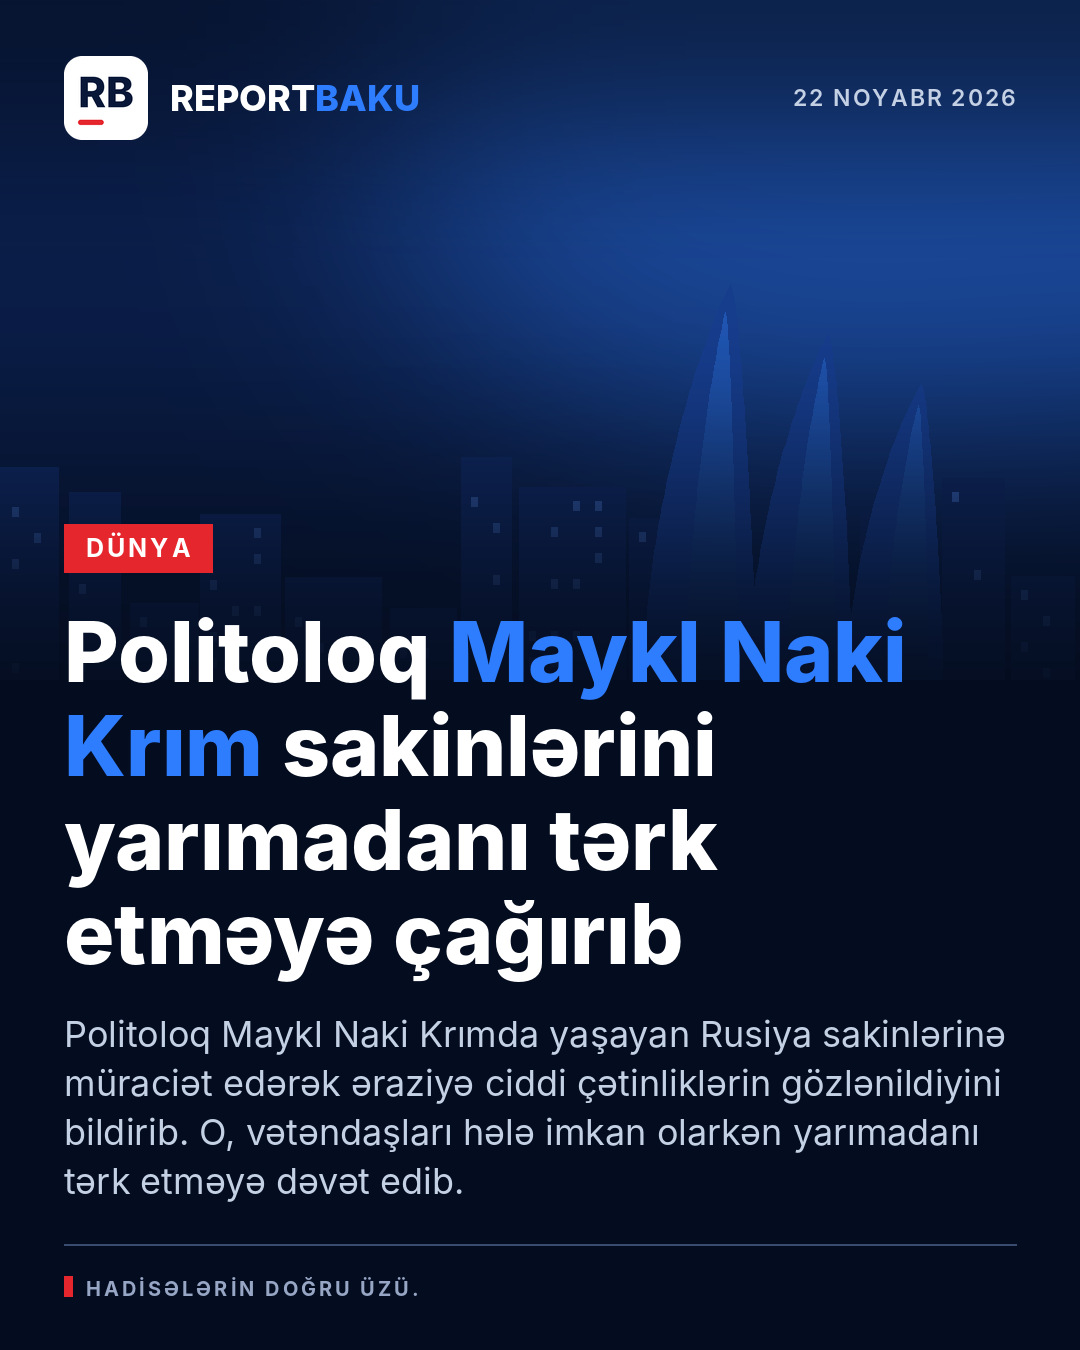 RB
REPORTBAKU
22 NOYABR 2026
DÜNYA
Politoloq Maykl Naki
Krım sakinlərini
yarımadanı tərk
etməyə çağırıb
Politoloq Maykl Naki Krımda yaşayan Rusiya sakinlərinə
müraciət edərək əraziyə ciddi çətinliklərin gözlənildiyini
bildirib. O, vətəndaşları hələ imkan olarkən yarımadanı
tərk etməyə dəvət edib.
HADİSƏLƏRİN DOĞRU ÜZÜ.